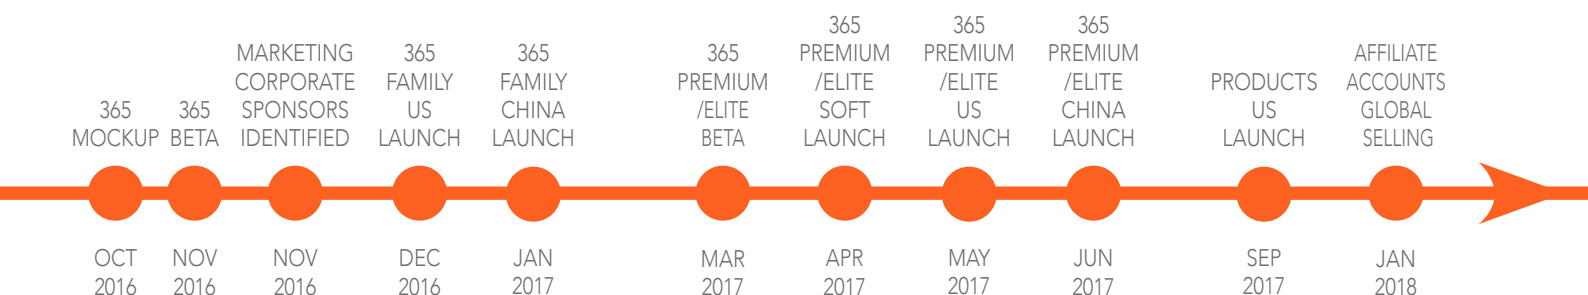 365
MOCKUP
365
BETA
MARKETING
CORPORATE
SPONSORS
IDENTIFIED
365
FAMILY
US
LAUNCH
365
FAMILY
CHINA
LAUNCH
365
PREMIUM
/ELITE
BETA
365
PREMIUM
/ELITE
SOFT
LAUNCH
365
PREMIUM
/ELITE
US
LAUNCH
365
PREMIUM
/ELITE
CHINA
LAUNCH
PRODUCTS
US
LAUNCH
AFFILIATE
ACCOUNTS
GLOBAL
SELLING
OCT
2016
NOV
2016
NOV
2016
DEC
2016
JAN
2017
MAR
2017
APR
2017
MAY
2017
JUN
2017
SEP
2017
JAN
2018